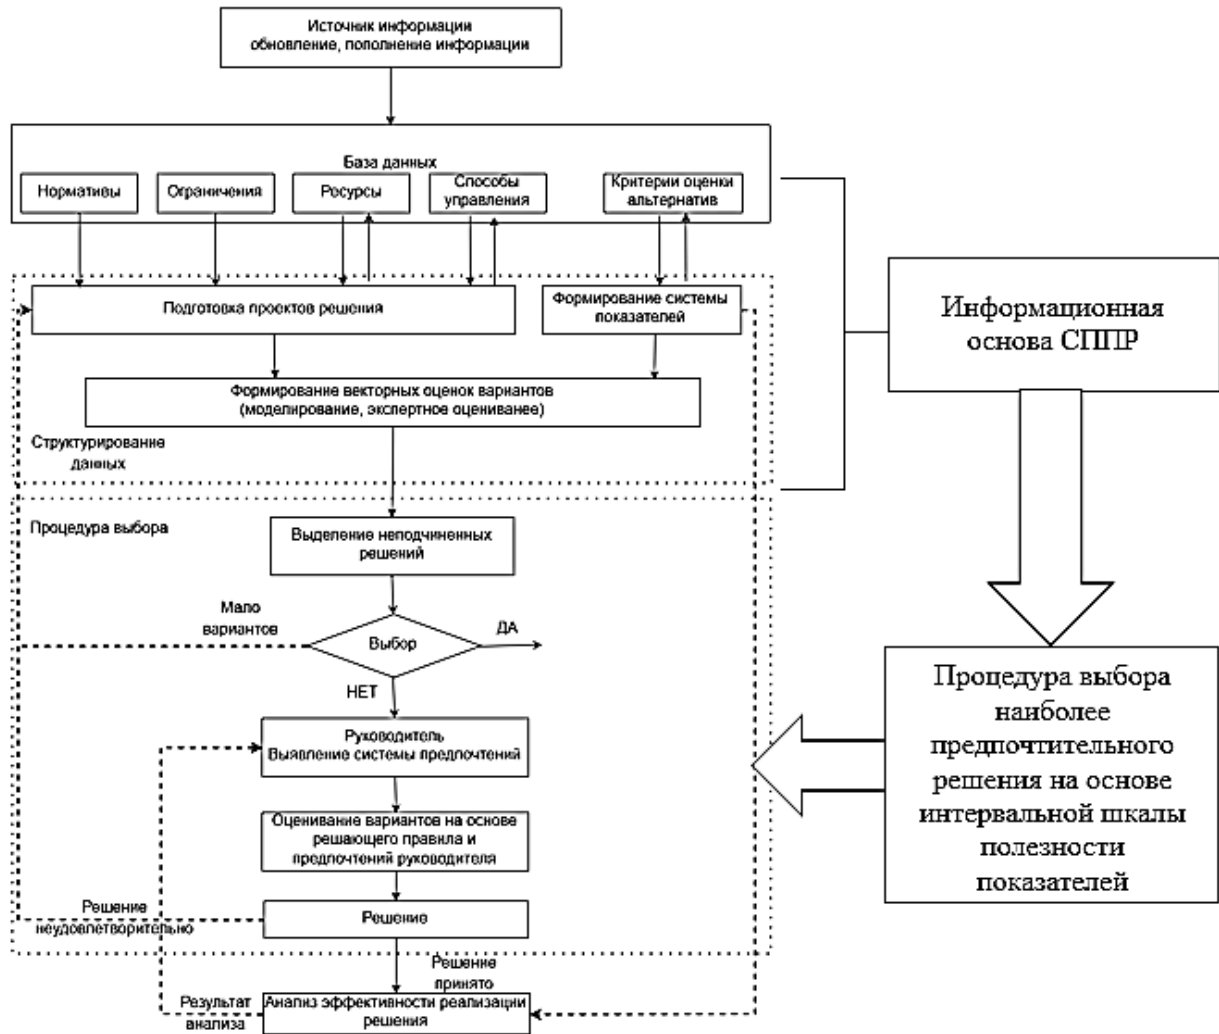 Источник информации
обновление, пополнение информации
База данных
Нормативы
Ограничения
Ресурсы
Способы
управления
Критерии оценки
альтернатив
Подготовка проектов решения
Формирование системы
показателей
Формирование векторных оценок вариантов
(моделирование, экспертное оценивание)
Структурирование
данных
Информационная
основа СППР
Процедура выбора
Выделение неподчиненных
решений
Мало
вариантов
Выбор
ДА
НЕТ
Руководитель
Выявление системы предпочтений
Оценивание вариантов на основе
решающего правила и
предпочтений руководителя
Решение
неудовлетворительно
Решение
Решение
принято
Результат
анализа
Анализ эффективности реализации
решения
Процедура выбора
наиболее
предпочтительного
решения на основе
интервальной шкалы
полезности
показателей